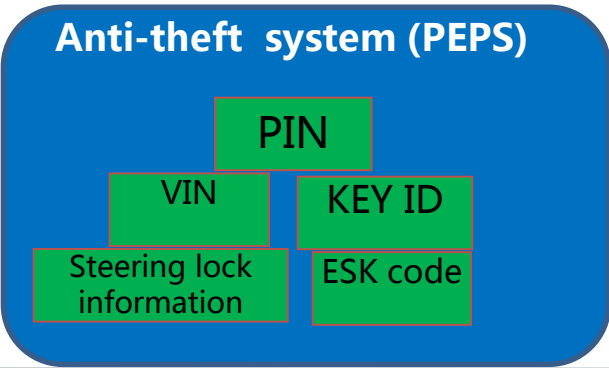 Anti-theft system (PEPS)
PIN
VIN
KEY ID
Steering lock
information
ESK code